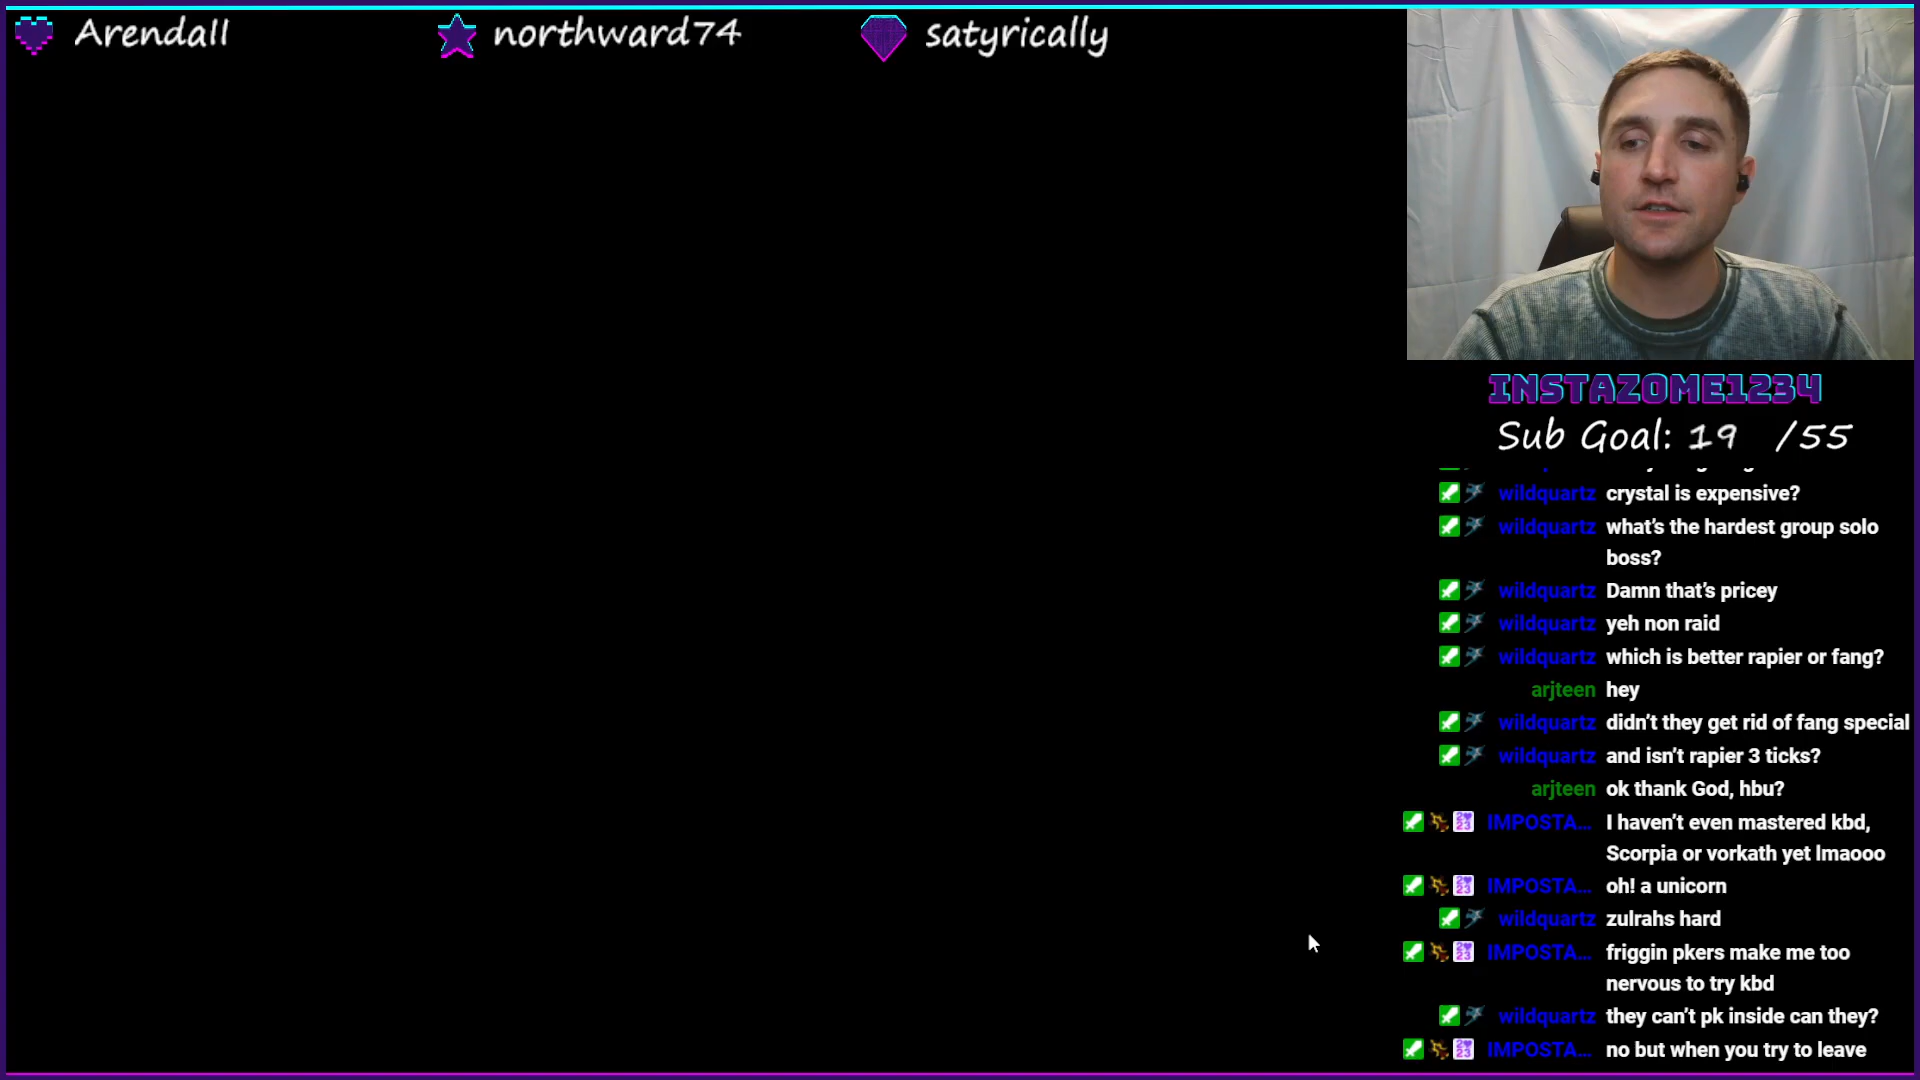 Arendall
northward74
satyrically
INSTAZOME1234
Sub Goal: 19 /55
wildquartz crystal is expensive?
wildquartz what's the hardest group solo
boss?
wildquartz Damn that's pricey
wildquartz yeh non raid
wildquartz which is better rapier or fang?
arjteen hey
wildquartz didn't they get rid of fang special
wildquartz and isn't rapier 3 ticks?
arjteen ok thank God, hbu?
IMPOSTA... I haven't even mastered kbd,
Scorpia or vorkath yet lmaooo
IMPOSTA... oh! a unicorn
wildquartz zulrahs hard
IMPOSTA... friggin pkers make me too
nervous to try kbd
wildquartz they can't pk inside can they?
IMPOSTA... no but when you try to leave